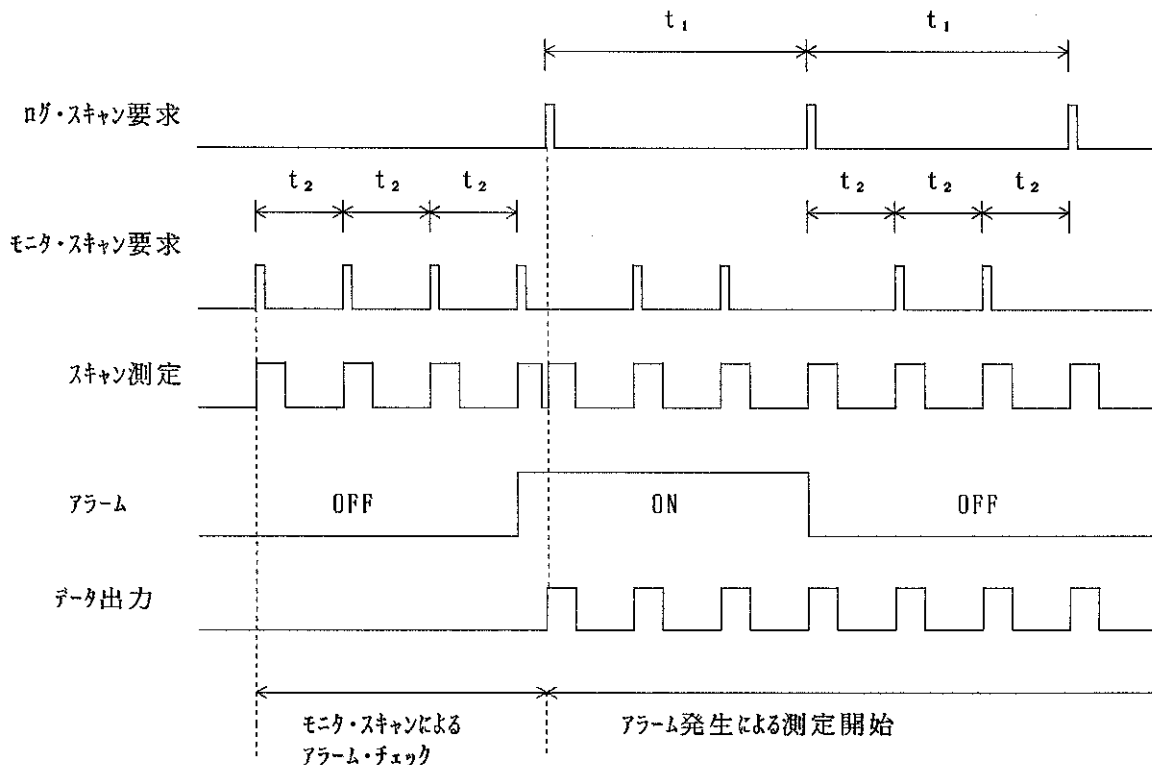 t₁ t₁
ログ・スキャン要求
t₂ t₂ t₂ t₂ t₂ t₂
モニタ・スキャン要求
スキャン測定
アラーム OFF ON OFF
データ出力
モニタ・スキャンによる
アラーム・チェック
アラーム発生による測定開始